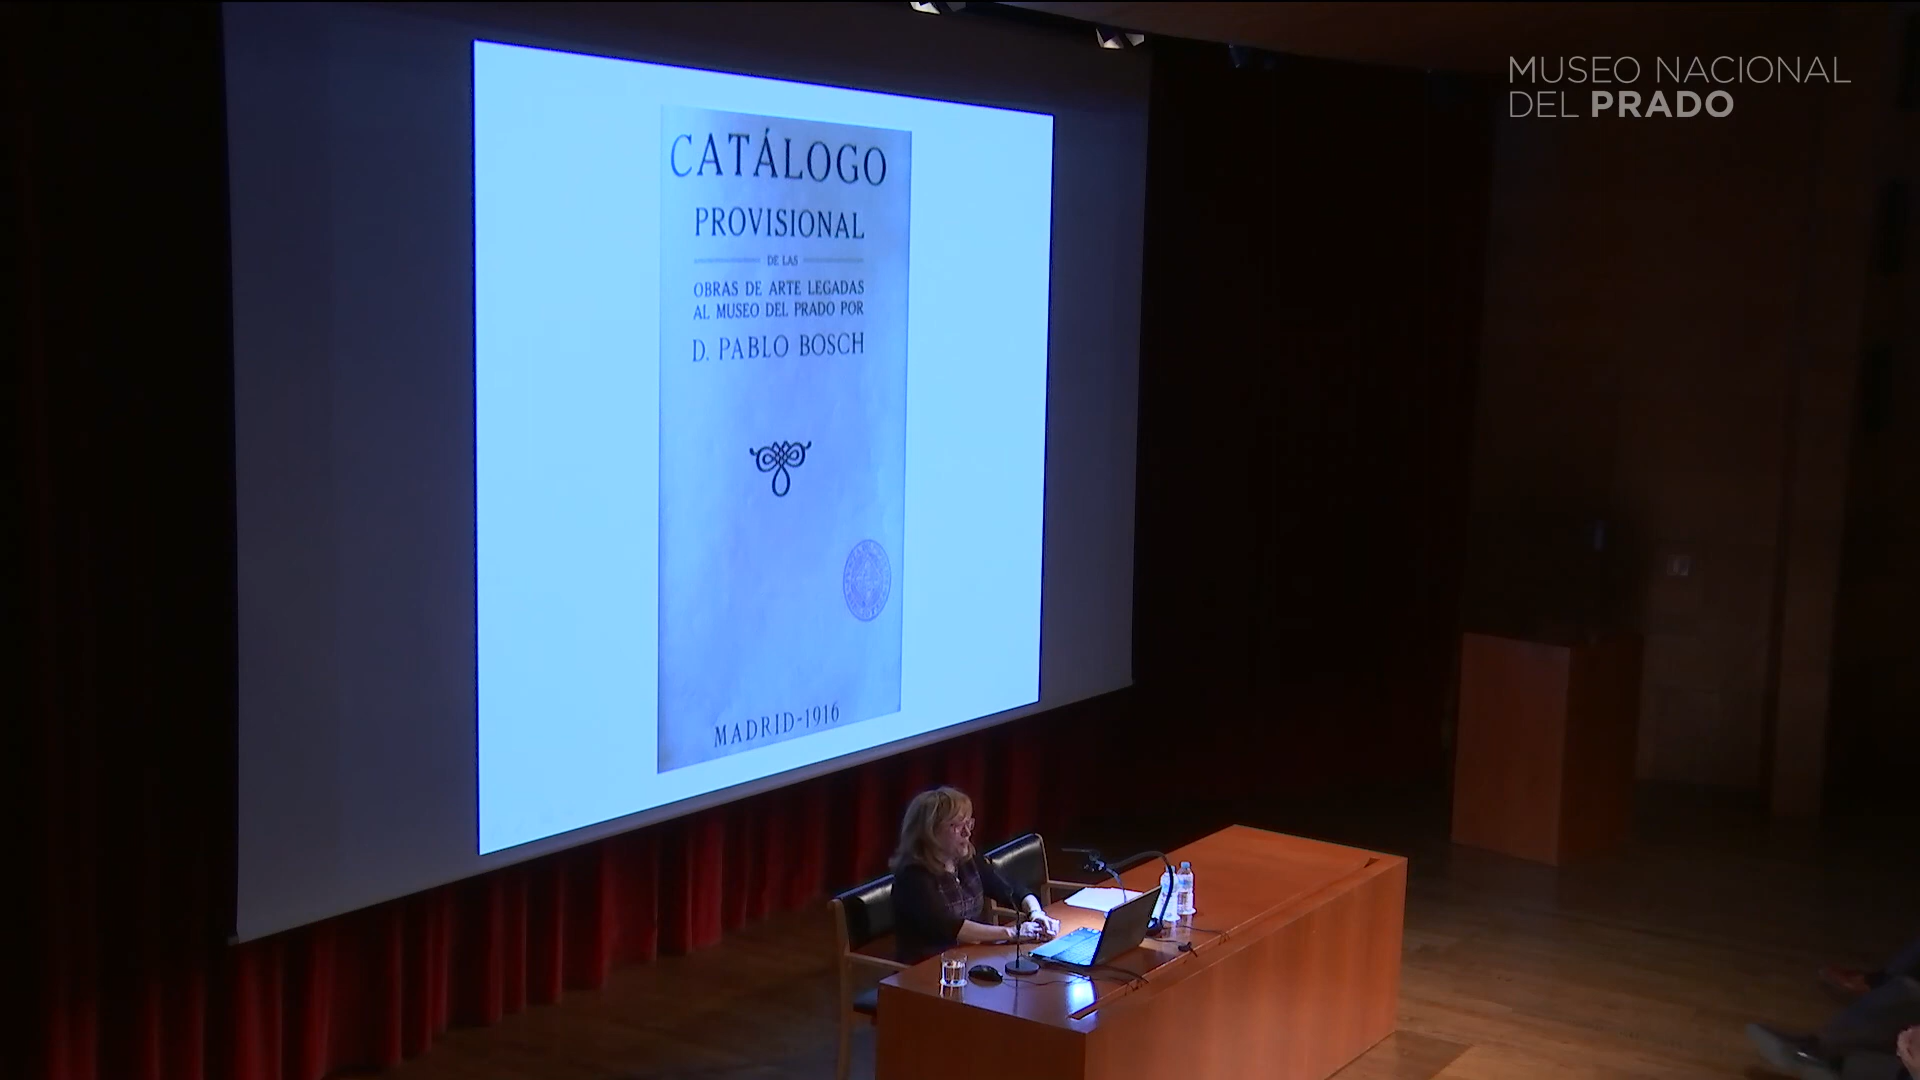 MUSEO NACIONAL
DEL PRADO
CATÁLOGO
PROVISIONAL
DE LAS
OBRAS DE ARTE LEGADAS
AL MUSEO DEL PRADO POR
D. PABLO BOSCH
MADRID-1916